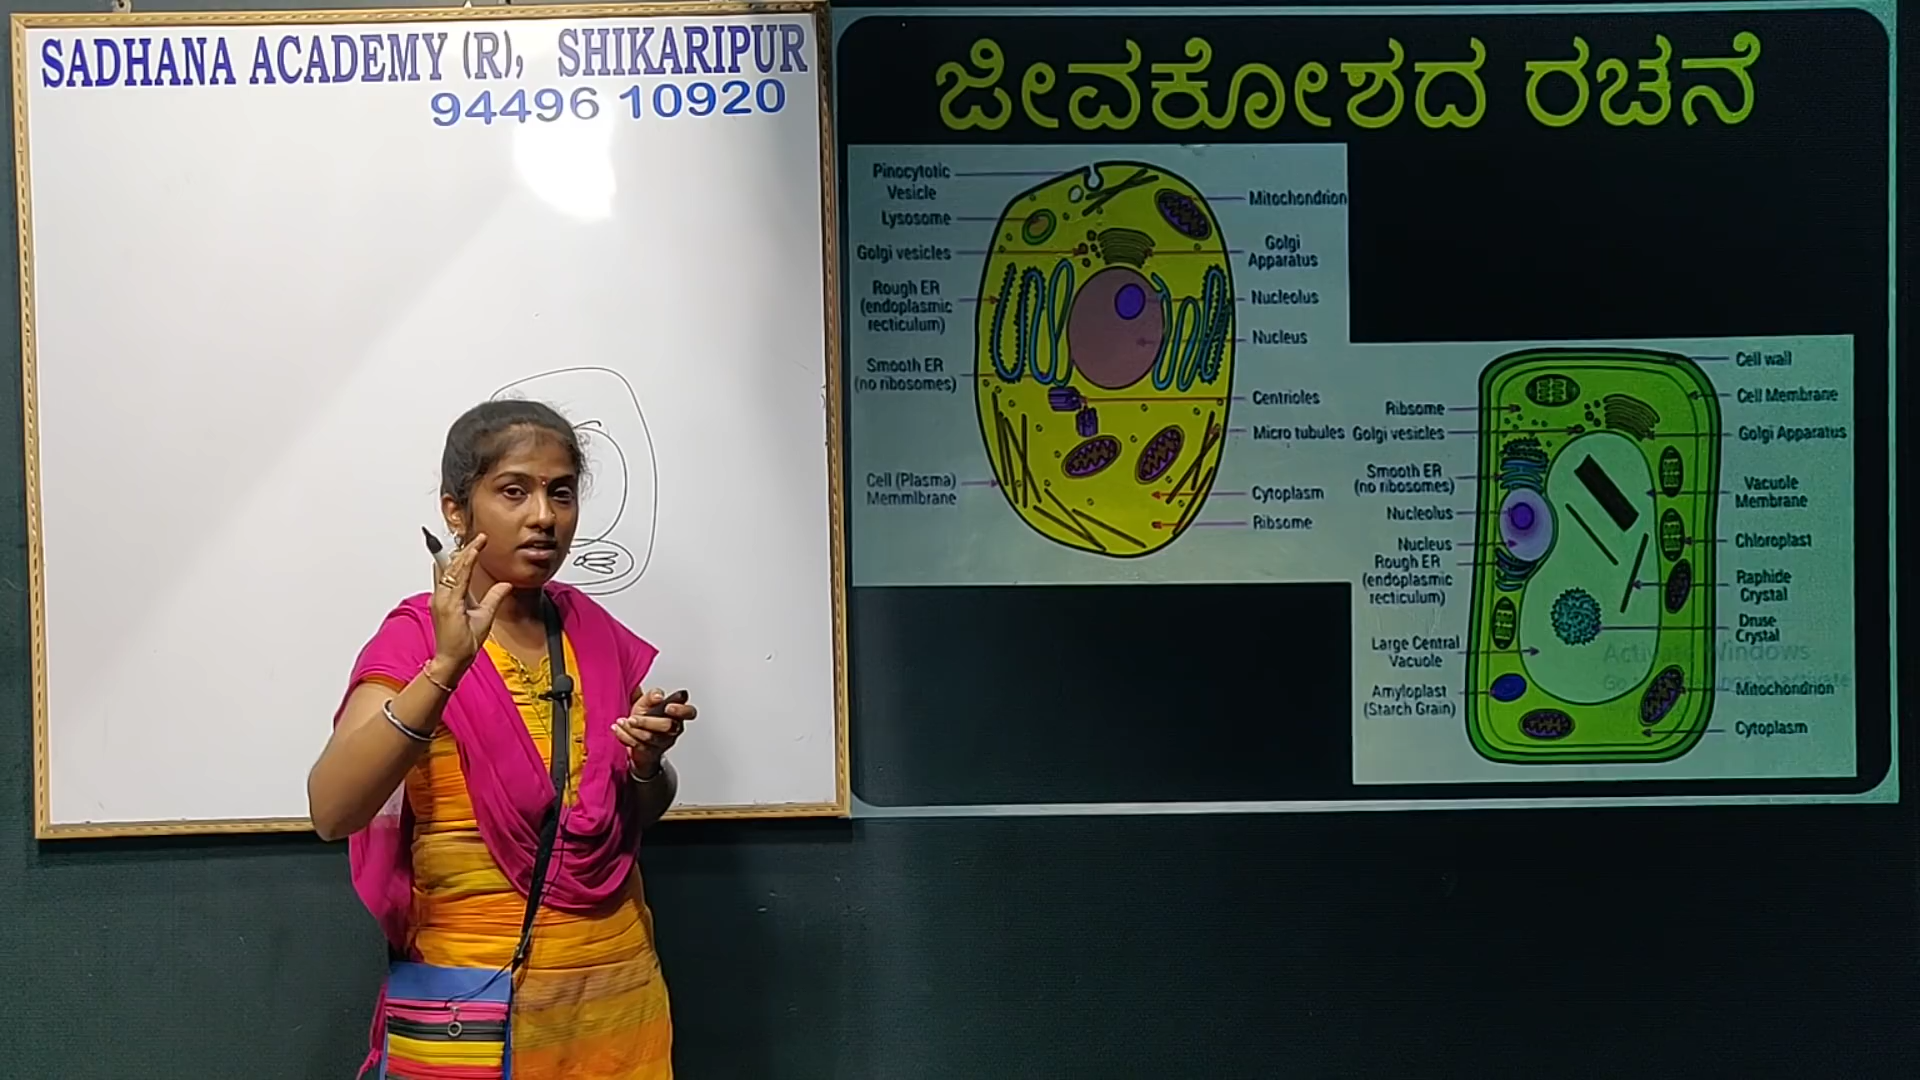 SADHANA ACADEMY (R), SHIKARIPUR
94496 10920
ಜೀವಕೋಶದ ರಚನೆ
Pinocytotic
Vesicle
Lysosome
Golgi vesicles
Rough ER
(endoplasmic
recticulum)
Smooth ER
(no ribosomes)
Cell (Plasma)
Memmlbrane
Mitochondrion
Golgi
Apparatus
Nucleolus
Nucleus
Centrioles
Micro tubules
Cytoplasm
Ribsome
Ribsome
Golgi vesicles
Smooth ER
(no ribosomes)
Nucleolus
Nucleus
Rough ER
(endoplasmic
recticulum)
Large Central
Vacuole
Amyloplast
(Starch Grain)
Cell wall
Cell Membrane
Golgi Apparatus
Vacuole
Membrane
Chloroplast
Raphide
Crystal
Druse
Crystal
Activate Windows
Mitochondrion
Cytoplasm